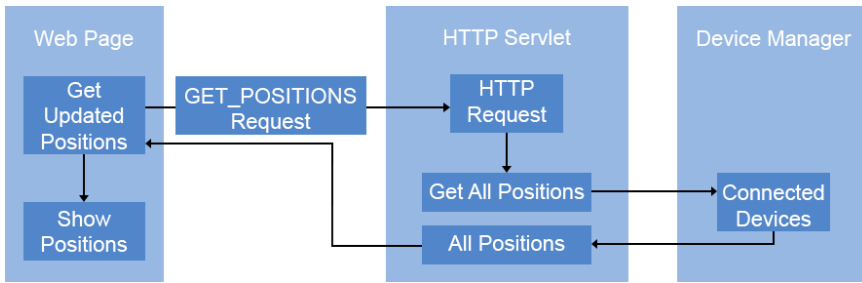 Web Page
Get
Updated
Positions
Show
Positions
GET_POSITIONS
Request
HTTP Servlet
HTTP
Request
Get All Positions
All Positions
Device Manager
Connected
Devices